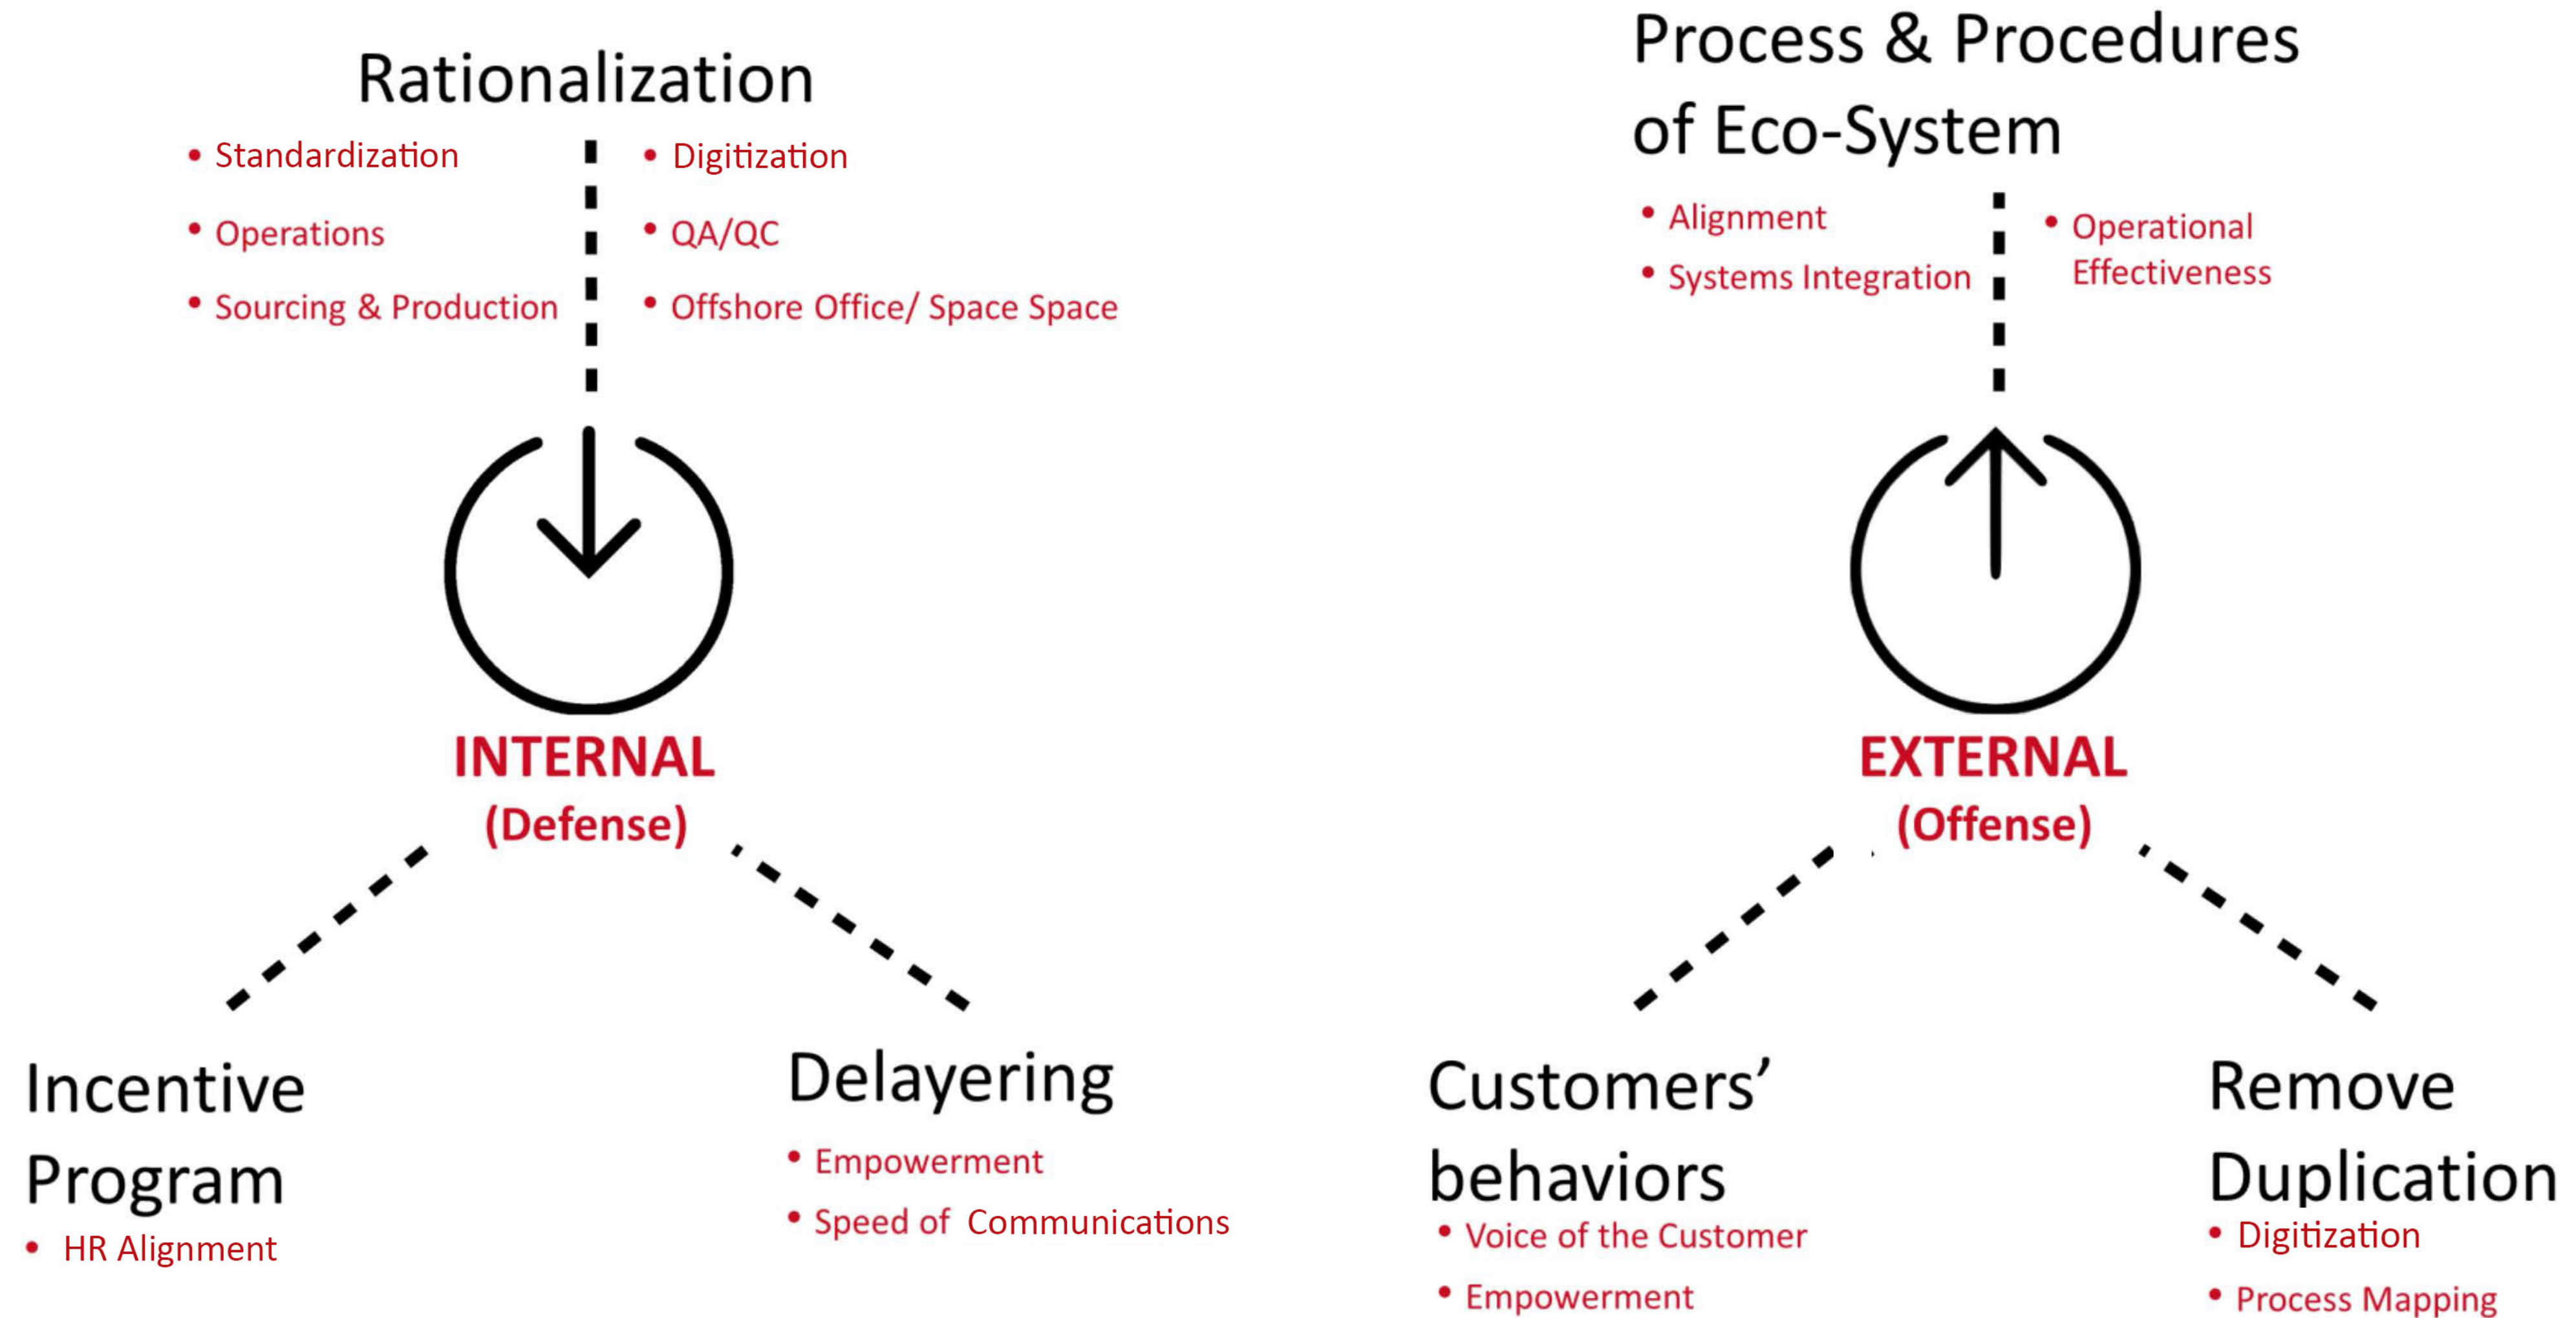 Rationalization
• Standardization
• Operations
• Sourcing & Production
• Digitization
• QA/QC
• Offshore Office/ Space Space
INTERNAL
(Defense)
Incentive
Program
• HR Alignment
Delayering
• Empowerment
• Speed of Communications
Process & Procedures
of Eco-System
• Alignment
• Systems Integration
• Operational
Effectiveness
EXTERNAL
(Offense)
Customers’
behaviors
• Voice of the Customer
• Empowerment
Remove
Duplication
• Digitization
• Process Mapping